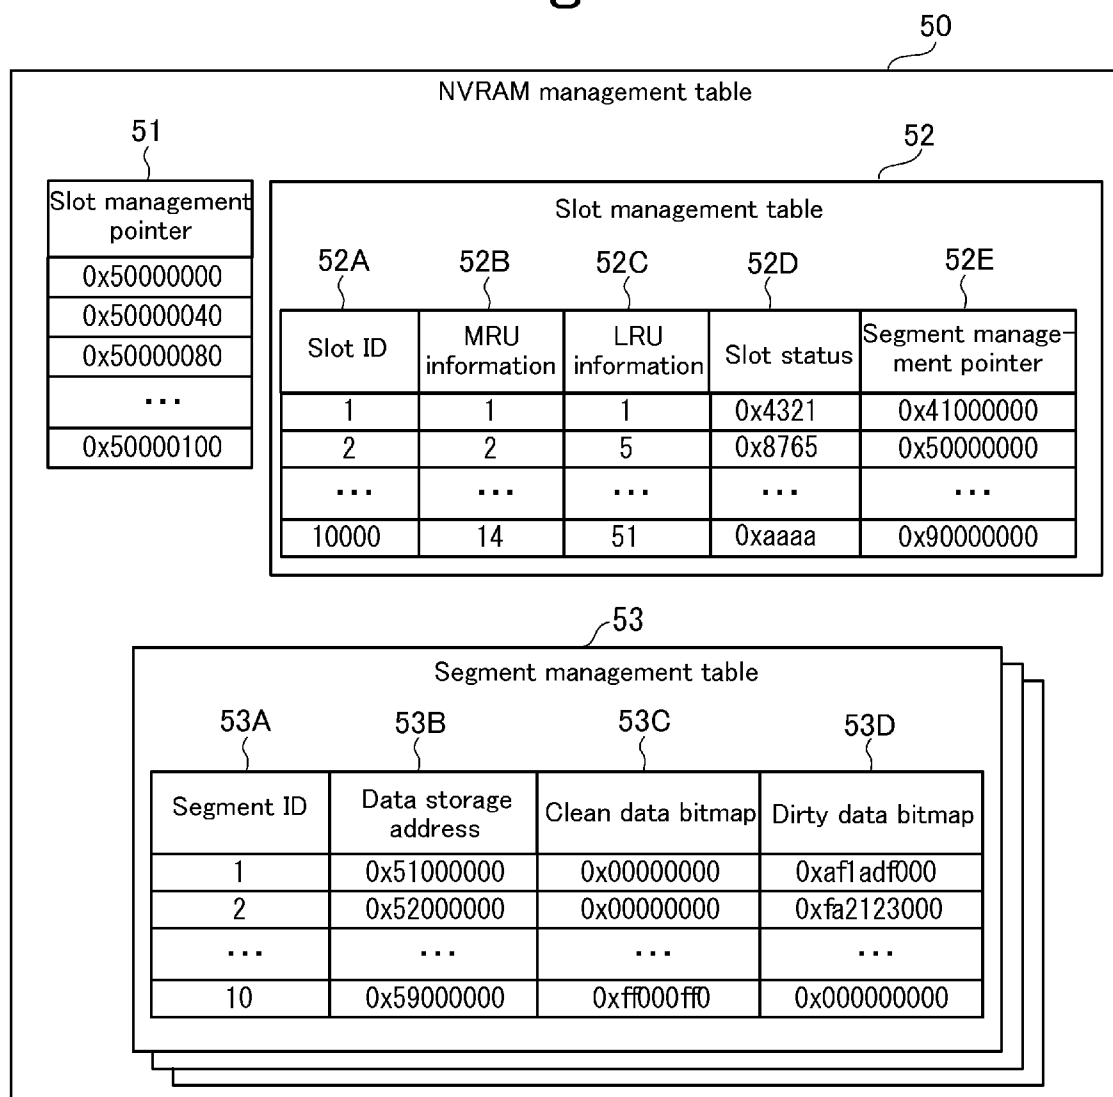 g
50
NVRAM management table
51
52
Slot management
pointer
0x50000000
0x50000040
0x50000080
...
0x50000100
Slot management table
52A 52B 52C 52D 52E
Slot ID
MRU
information
LRU
information
Slot status
Segment manage-
ment pointer
1 1 1 0x4321 0x41000000
2 2 5 0x8765 0x50000000
... ... ... ... ...
10000 14 51 0xaaaa 0x90000000
53
Segment management table
53A 53B 53C 53D
Segment ID
Data storage
address
Clean data bitmap
Dirty data bitmap
1 0x51000000 0x00000000 0xaf1adf000
2 0x52000000 0x00000000 0xfa2123000
... ... ... ...
10 0x59000000 0xff000ff0 0x000000000